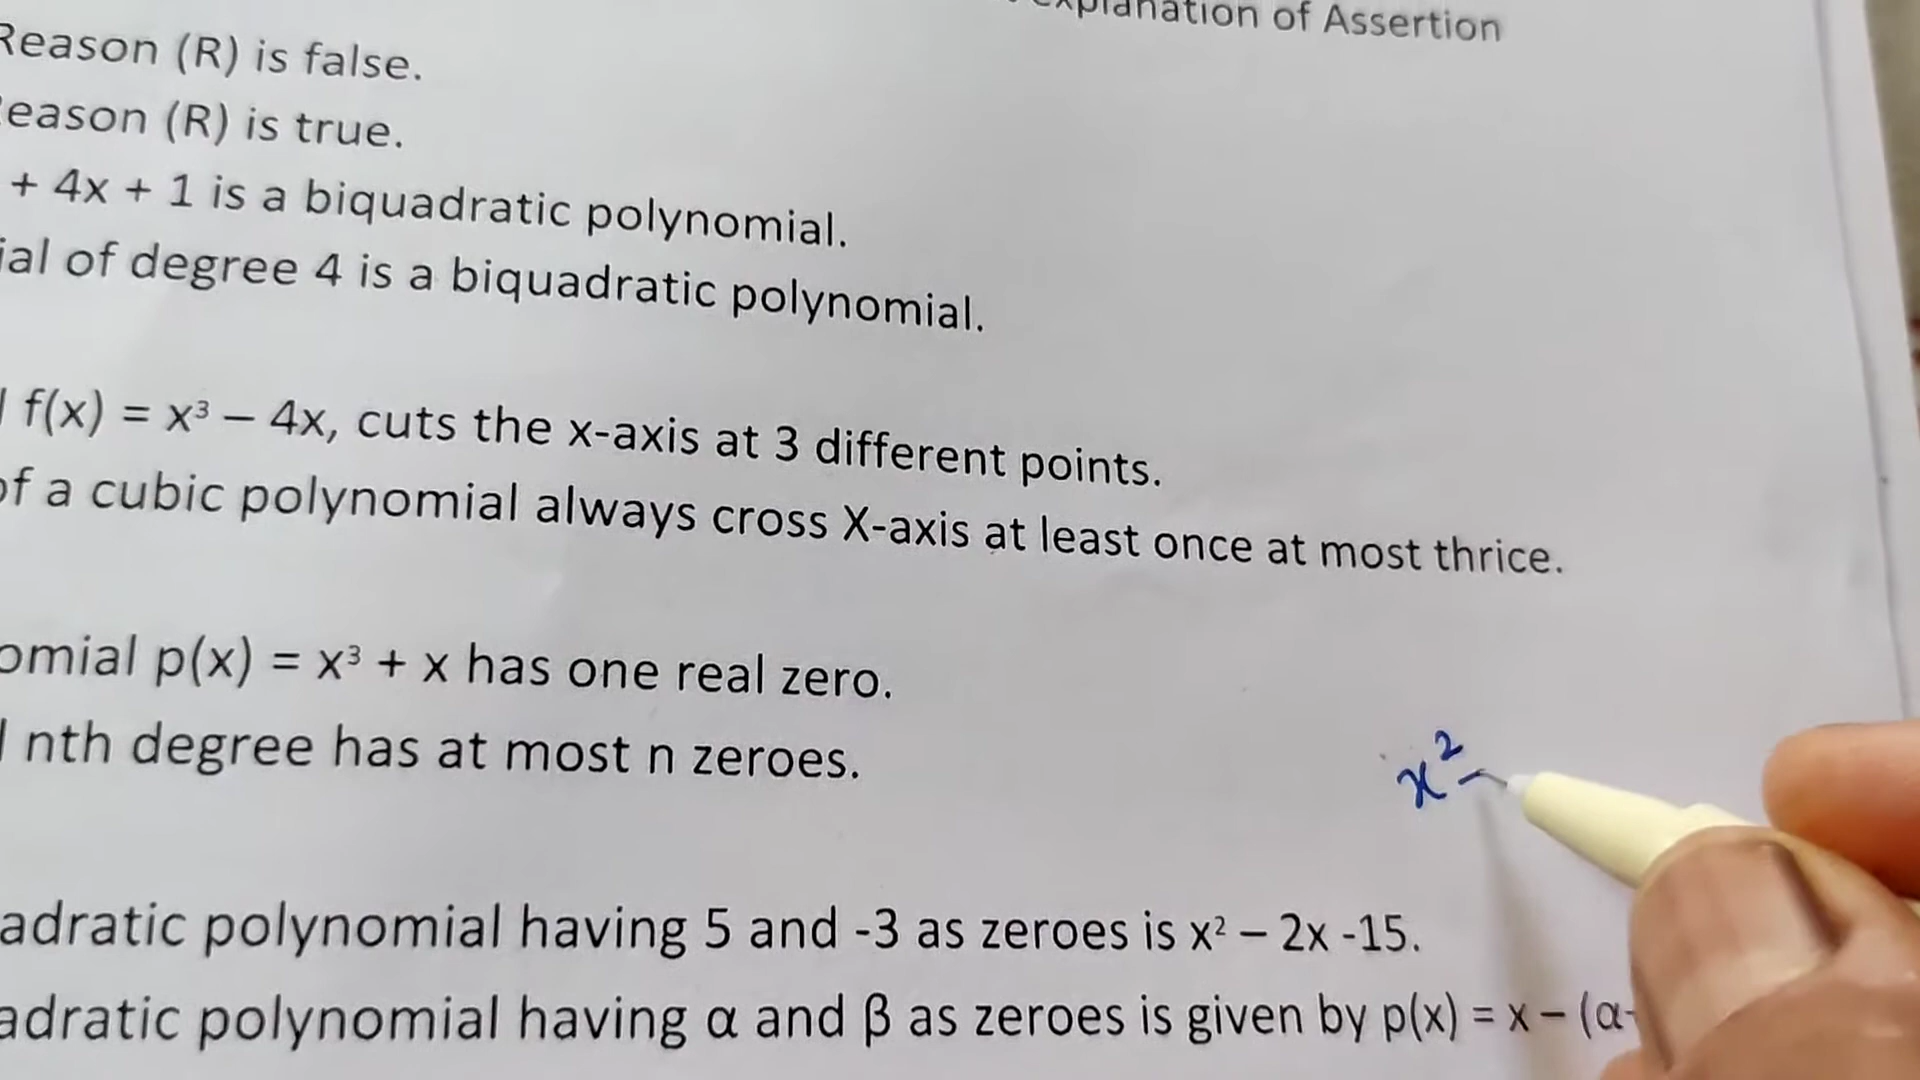 explanation of Assertion
Reason (R) is false.
Reason (R) is true.
+ 4x + 1 is a biquadratic polynomial.
ial of degree 4 is a biquadratic polynomial.
f(x) = x³ – 4x, cuts the x-axis at 3 different points.
of a cubic polynomial always cross X-axis at least once at most thrice.
omial p(x) = x³ + x has one real zero.
l nth degree has at most n zeroes.
x² –
adratic polynomial having 5 and -3 as zeroes is x² – 2x -15.
adratic polynomial having α and β as zeroes is given by p(x) = x – (α